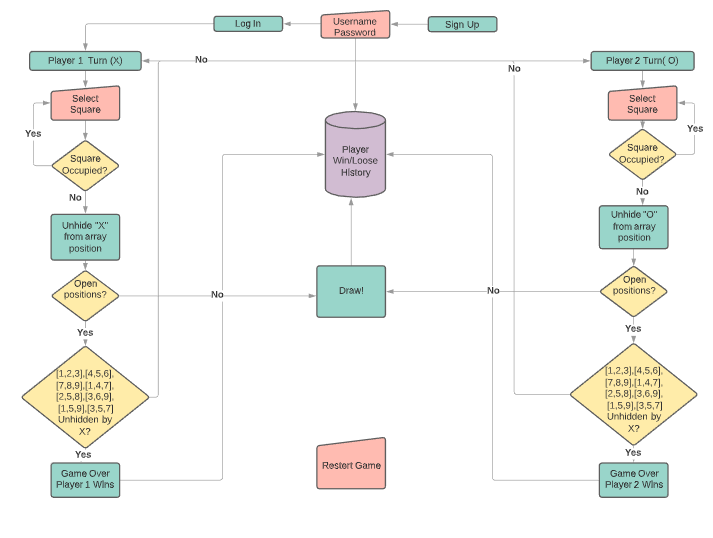 Log In
Username
Password
Sign Up
Player 1 Turn (X)
No
Player 2 Turn( O)
No
Select
Square
Select
Square
Yes
Yes
Square
Occupied?
Player
Win/Loose
History
Square
Occupied?
No
No
Unhide "X"
from array
position
Unhide "O"
from array
position
Open
positions?
No
Draw!
No
Open
positions?
Yes
Yes
[1,2,3],[4,5,6],
[7,8,9],[1,4,7],
[2,5,8],[3,6,9],
[1,5,9],[3,5,7]
Unhidden by
X?
[1,2,3],[4,5,6],
[7,8,9],[1,4,7],
[2,5,8],[3,6,9],
[1,5,9],[3,5,7]
Unhidden by
X?
Yes
Yes
Game Over
Player 1 Wins
Restert Game
Game Over
Player 2 Wins